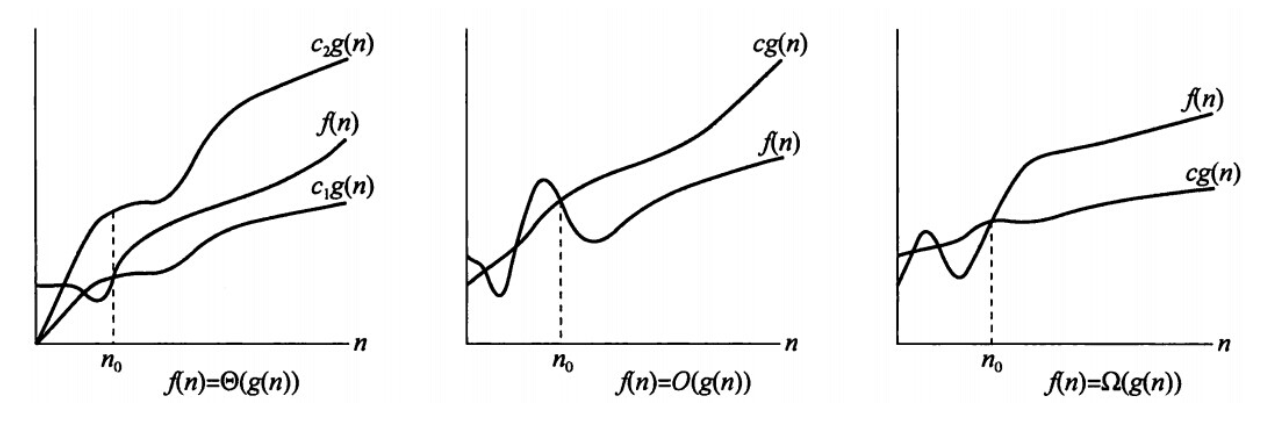 c₂g(n)
f(n)
c₁g(n)
n
n₀
f(n)=Θ(g(n))
cg(n)
f(n)
n
n₀
f(n)=O(g(n))
f(n)
cg(n)
n
n₀
f(n)=Ω(g(n))